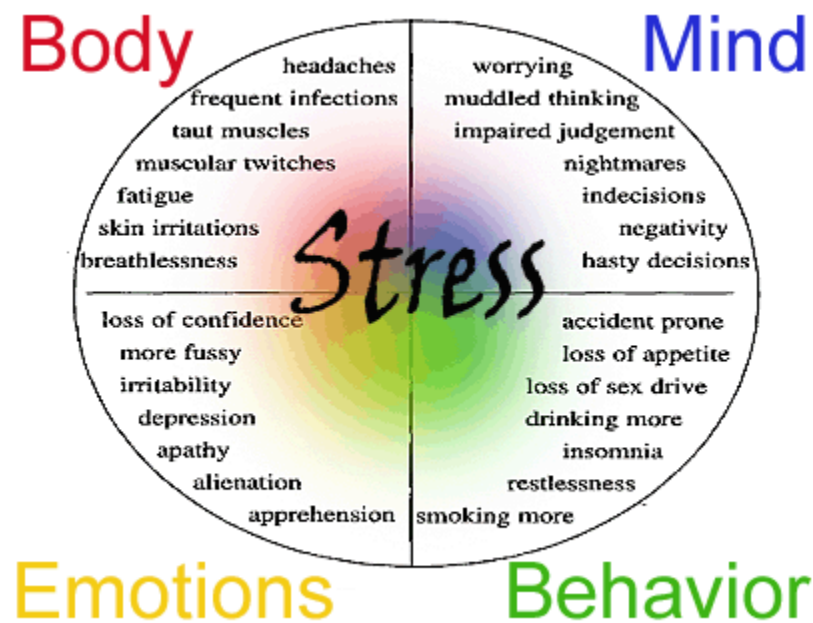 Body
headaches
frequent infections
taut muscles
muscular twitches
fatigue
skin irritations
breathlessness
Mind
worrying
muddled thinking
impaired judgement
nightmares
indecisions
negativity
hasty decisions
Stress
loss of confidence
more fussy
irritability
depression
apathy
alienation
apprehension
Emotions
accident prone
loss of appetite
loss of sex drive
drinking more
insomnia
restlessness
smoking more
Behavior